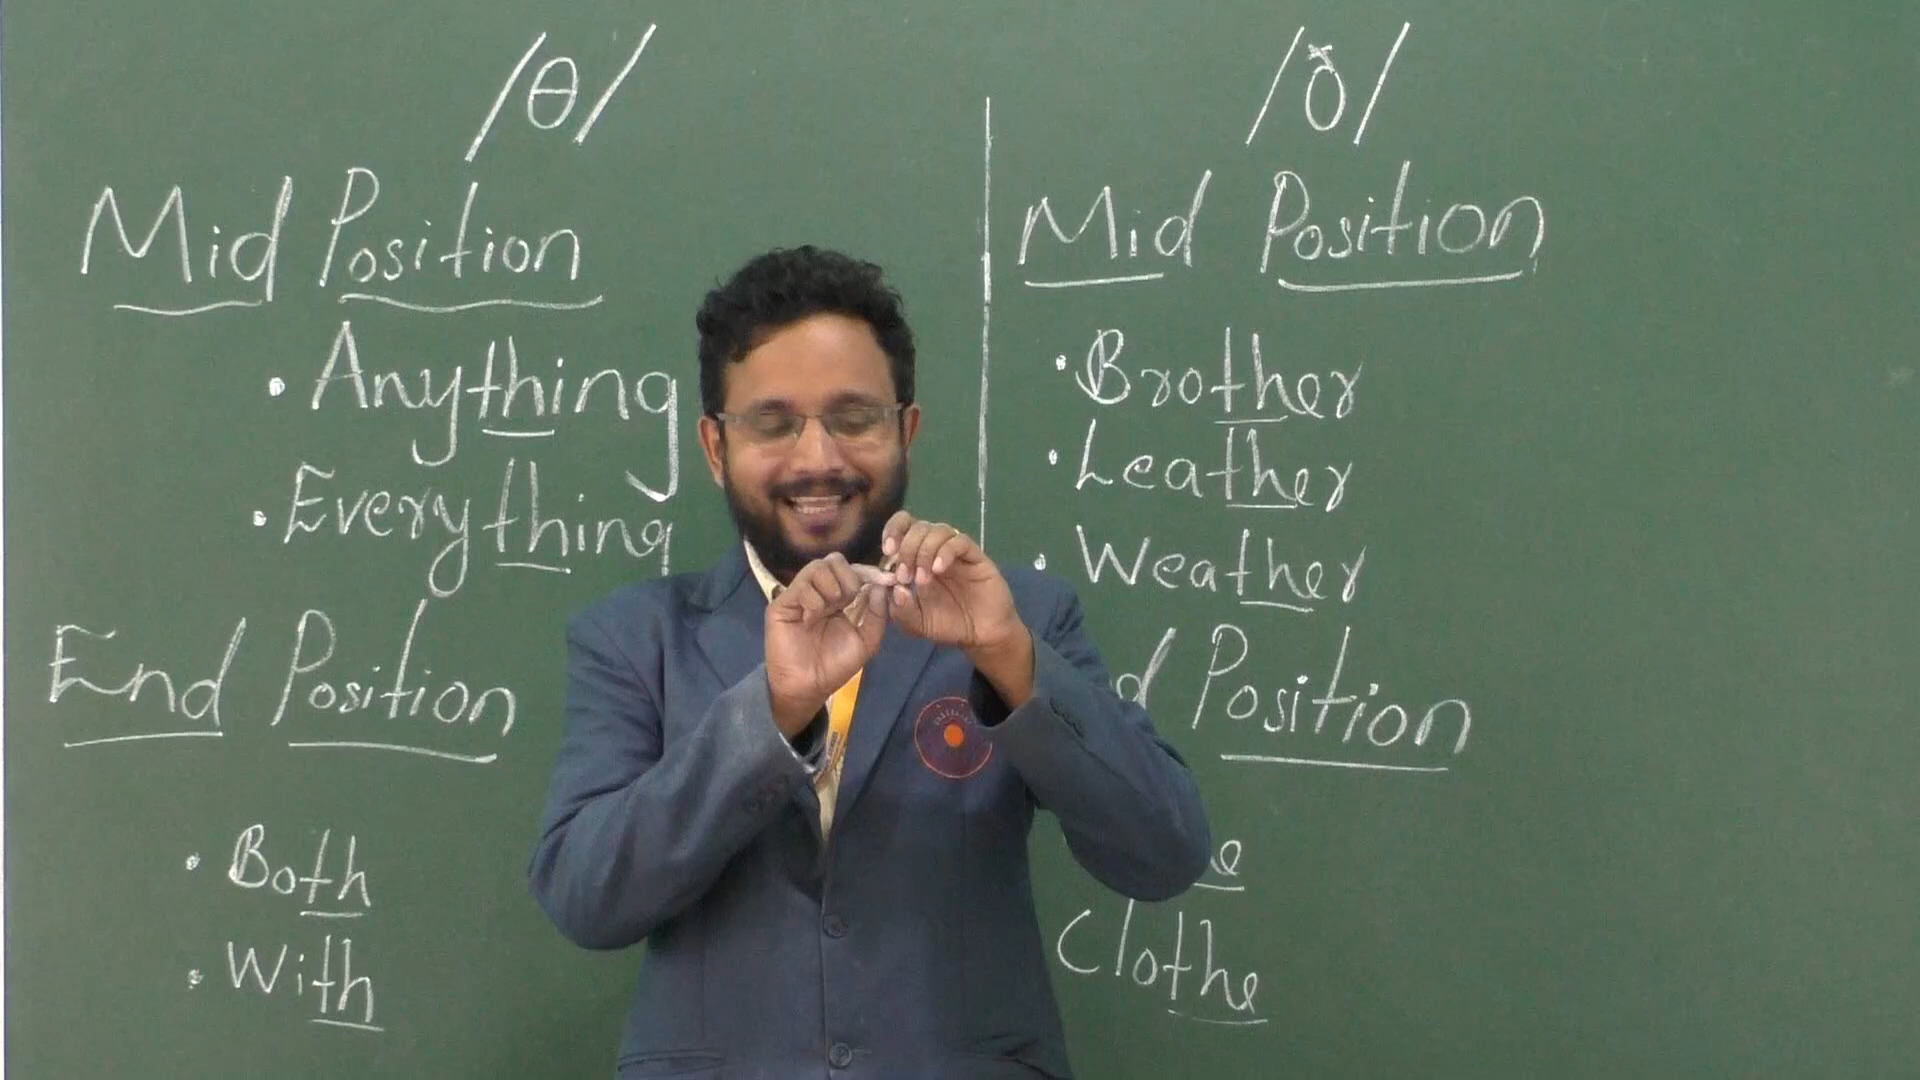 /θ/
Mid Position
• Anything
• Everything
End Position
• Both
• With
/ð/
Mid Position
• Brother
• Leather
• Weather
Position
Clothe